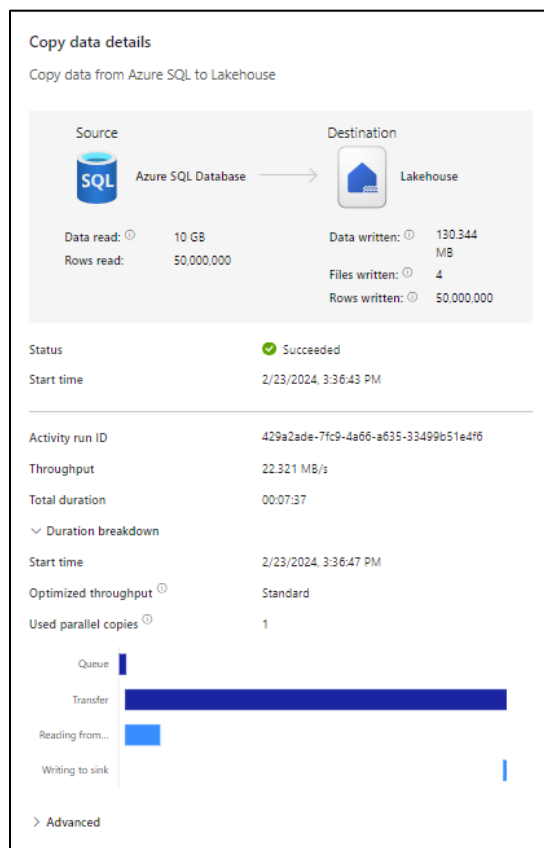 Copy data details
Copy data from Azure SQL to Lakehouse
Source
Destination
SQL
Azure SQL Database
Lakehouse
Data read:
10 GB
Data written:
130.344
MB
Rows read:
50,000,000
Files written:
4
Rows written:
50,000,000
Status
Succeeded
Start time
2/23/2024, 3:36:43 PM
Activity run ID
429a2ade-7fc9-4a66-a635-33499b51e4f6
Throughput
22.321 MB/s
Total duration
00:07:37
Duration breakdown
Start time
2/23/2024, 3:36:47 PM
Optimized throughput
Standard
Used parallel copies
1
Queue
Transfer
Reading from...
Writing to sink
Advanced